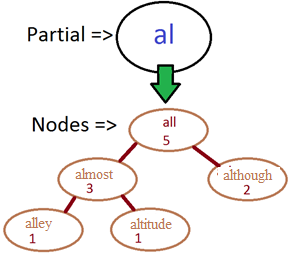 Partial => al
Nodes => all
5
almost
3
although
2
alley
1
altitude
1